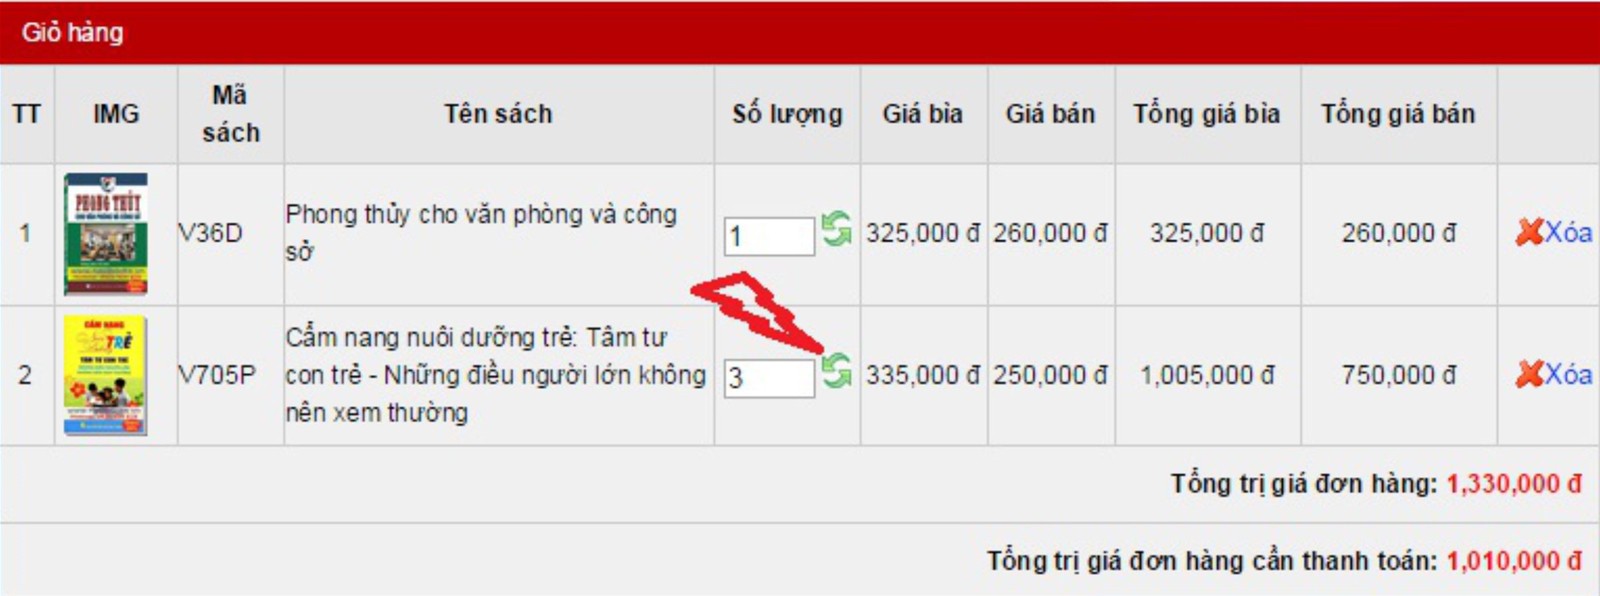 Giỏ hàng
TT IMG Mã sách Tên sách Số lượng Giá bìa Giá bán Tổng giá bìa Tổng giá bán
PHONG THỦY
1 V36D Phong thủy cho văn phòng và công sở 1 325,000 đ 260,000 đ 325,000 đ 260,000 đ Xóa
CẨM NANG
TRẺ
TÂM TƯ CON TRẺ
2 V705P Cẩm nang nuôi dưỡng trẻ: Tâm tư con trẻ - Những điều người lớn không nên xem thường 3 335,000 đ 250,000 đ 1,005,000 đ 750,000 đ Xóa
Tổng trị giá đơn hàng: 1,330,000 đ
Tổng trị giá đơn hàng cần thanh toán: 1,010,000 đ